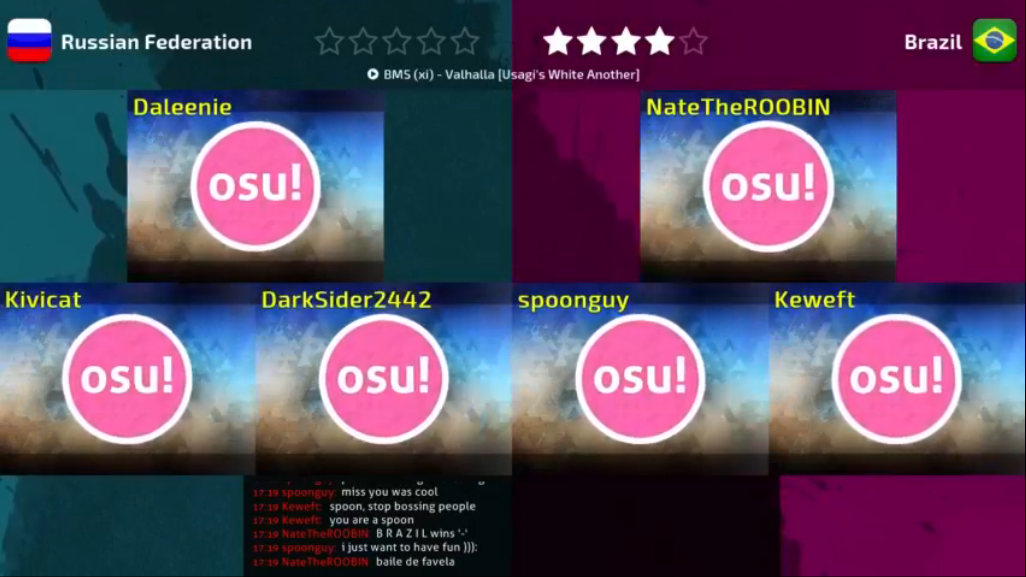 Russian Federation
Brazil
BMS (xi) - Valhalla [Usagi's White Another]
Daleenie
NateTheROOBIN
osu!
osu!
Kivicat
DarkSider2442
spoonguy
Keweft
osu!
osu!
osu!
osu!
17:19 spoonguy: miss you was cool
17:19 Keweft: spoon, stop bossing people
17:19 Keweft: you are a spoon
17:19 NateTheROOBIN: B R A Z I L wins '-'
17:19 spoonguy: i just want to have fun ))):
17:19 NateTheROOBIN: baile de favela